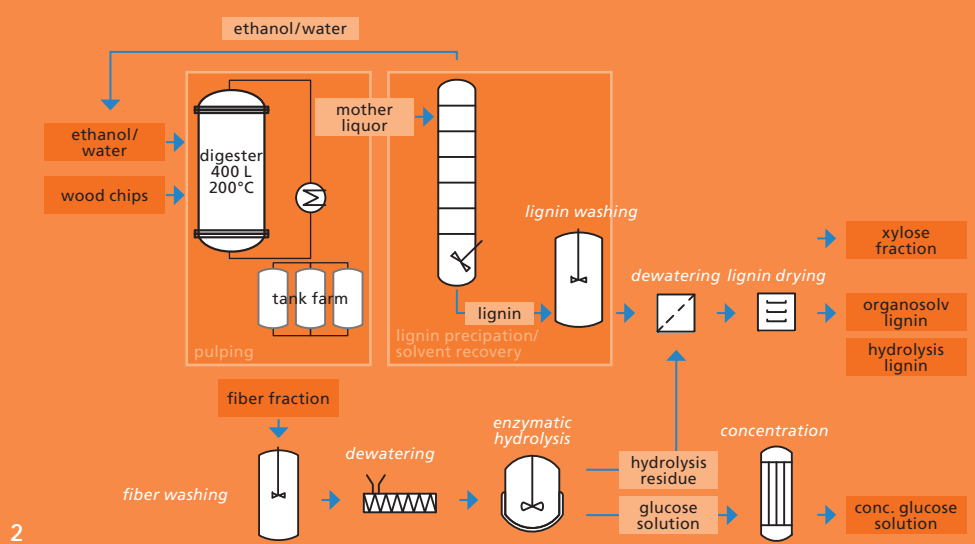 ethanol/water
mother
liquor
ethanol/
water
digester
400 L
200°C
wood chips
lignin washing
xylose
fraction
dewatering
lignin drying
tank farm
lignin
organosolv
lignin
lignin precipation/
solvent recovery
pulping
hydrolysis
lignin
fiber fraction
enzymatic
hydrolysis
concentration
dewatering
hydrolysis
residue
fiber washing
glucose
solution
conc. glucose
solution
2